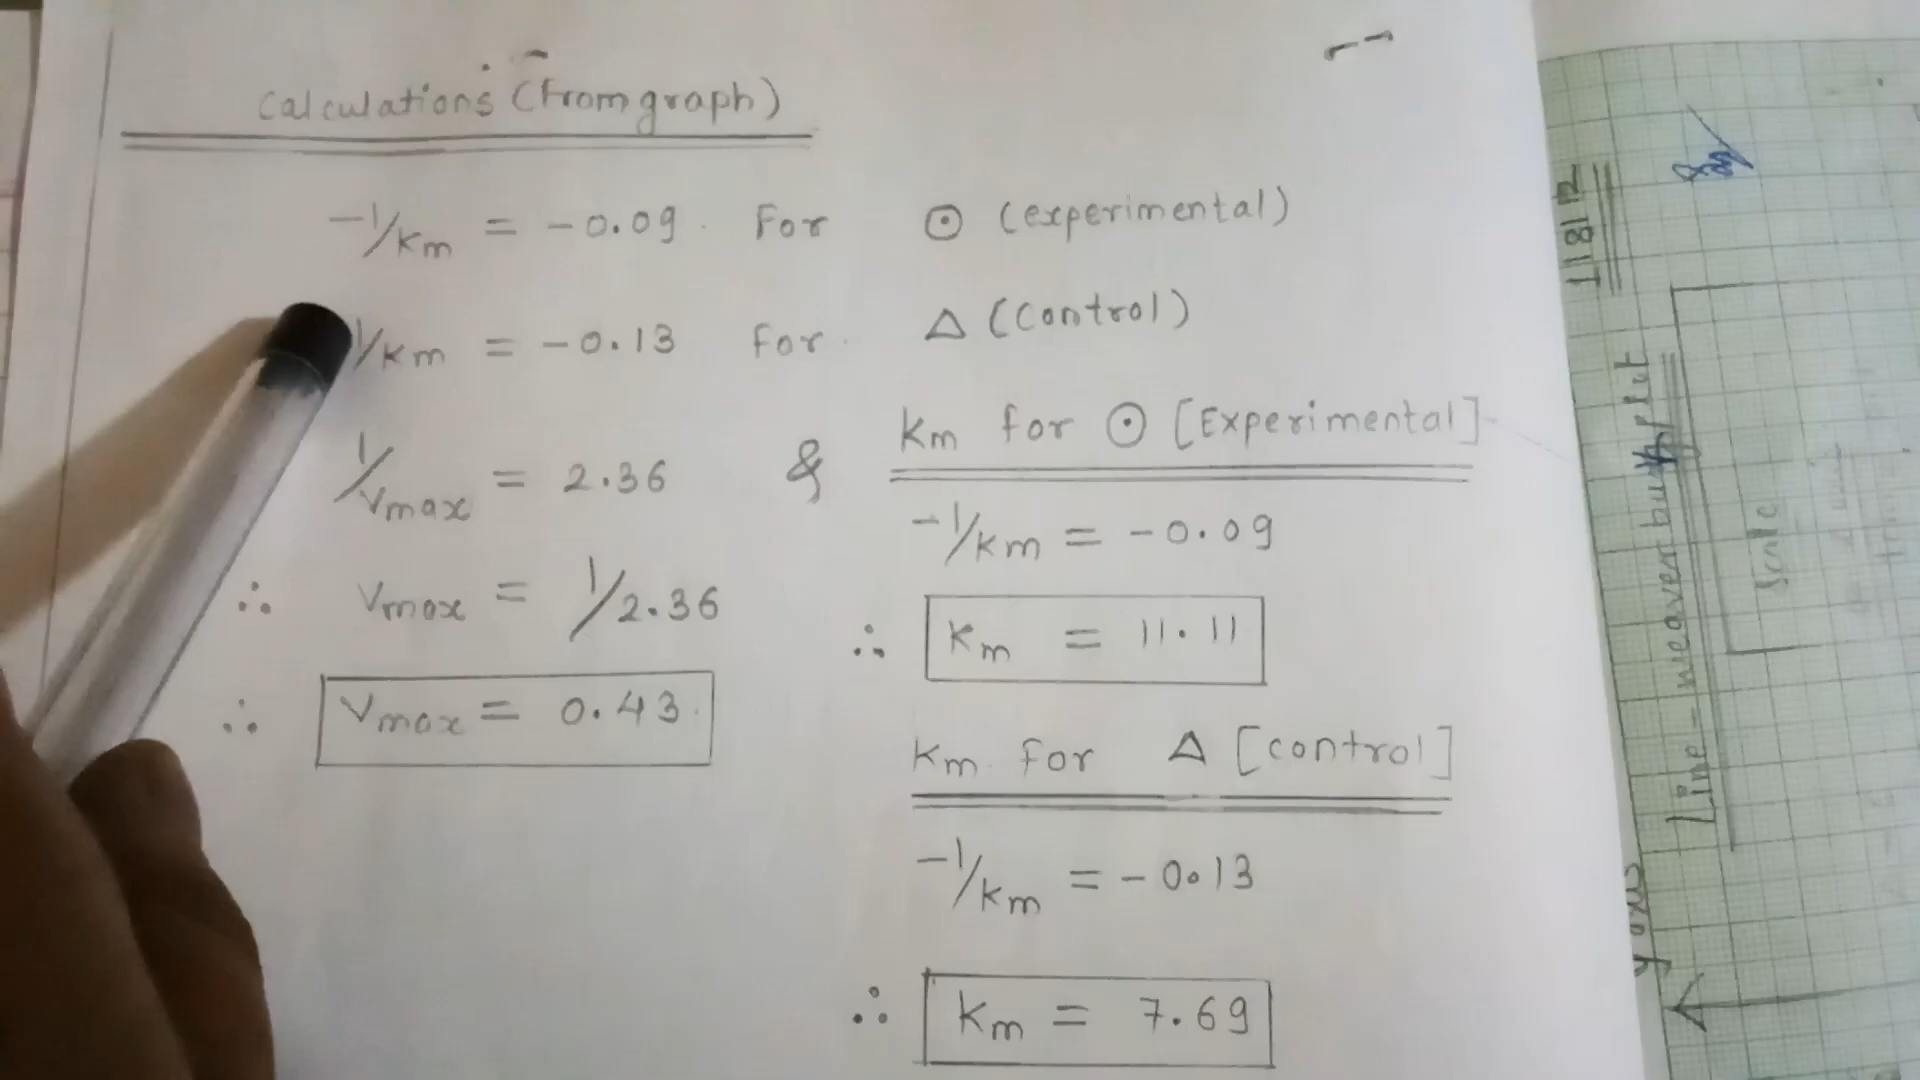 Calculations (From graph)
-1/km = -0.09. For ⊙ (experimental)
1/km = -0.13 for. Δ (Control)
1/Vmax = 2.36 &
∴ Vmax = 1/2.36
∴ Vmax = 0.43.
km for ⊙ [Experimental]
-1/km = -0.09
∴ Km = 11.11
km. for Δ [control]
-1/km = -0.13
∴ Km = 7.69
Line-weaver burk plot
Scale
y axis